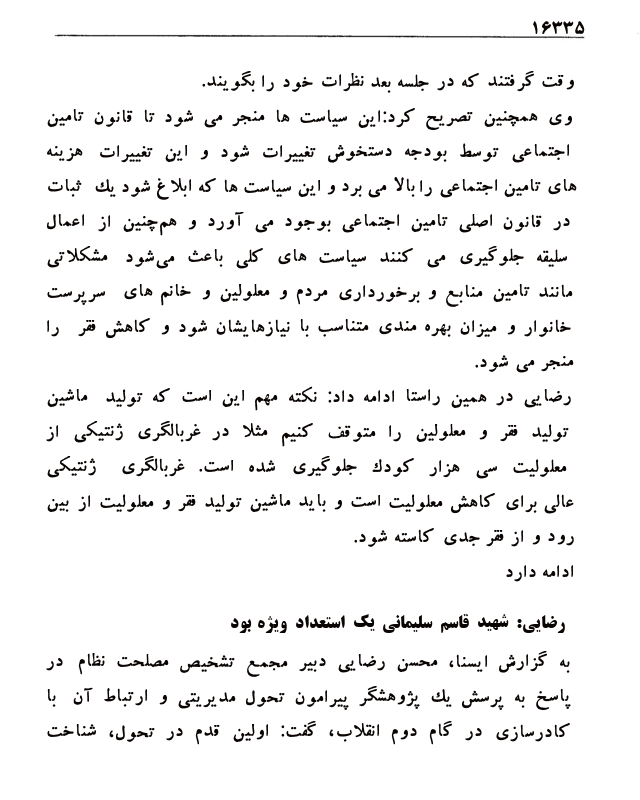 ۱۶۳۳۵
وقت گرفتند که در جلسه بعد نظرات خود را بگویند.
وی همچنین تصریح کرد:این سیاست ها منجر می شود تا قانون تامین
اجتماعی توسط بودجه دستخوش تغییرات شود و این تغییرات هزینه
های تامین اجتماعی را بالا می برد و این سیاست ها که ابلاغ شود یك ثبات
در قانون اصلی تامین اجتماعی بوجود می آورد و هم‌چنین از اعمال
سلیقه جلوگیری می کنند سیاست های کلی باعث می‌شود مشکلاتی
مانند تامین منابع و برخورداری مردم و معلولین و خانم های سرپرست
خانوار و میزان بهره مندی متناسب با نیازهایشان شود و کاهش فقر را
منجر می شود.
رضایی در همین راستا ادامه داد: نکته مهم این است که تولید ماشین
تولید فقر و معلولین را متوقف کنیم مثلا در غربالگری ژنتیکی از
معلولیت سی هزار کودك جلوگیری شده است. غربالگری ژنتیکی
عالی برای کاهش معلولیت است و باید ماشین تولید فقر و معلولیت از بین
رود و از فقر جدی کاسته شود.
ادامه دارد
رضایی: شهید قاسم سلیمانی یک استعداد ویژه بود
به گزارش ایسنا، محسن رضایی دبیر مجمع تشخیص مصلحت نظام در
پاسخ به پرسش یك پژوهشگر پیرامون تحول مدیریتی و ارتباط آن با
کادرسازی در گام دوم انقلاب، گفت: اولین قدم در تحول، شناخت